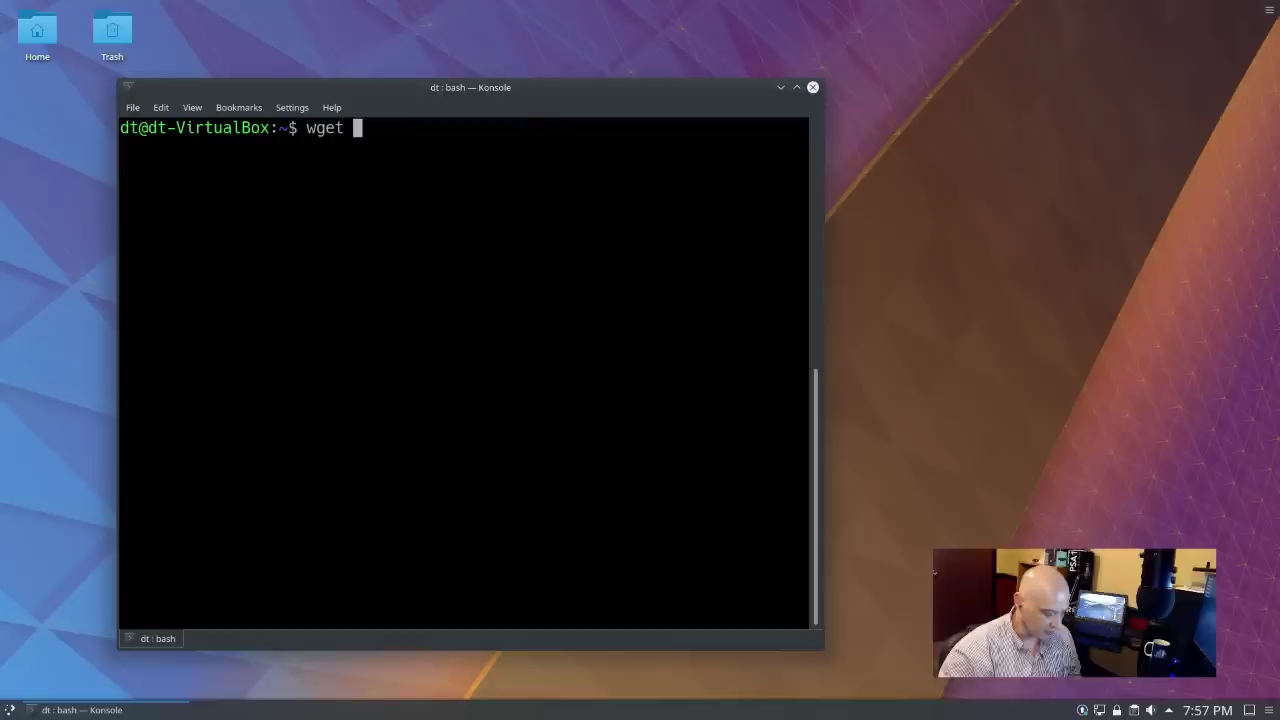 Home
Trash
dt : bash — Konsole
File Edit View Bookmarks Settings Help
dt@dt-VirtualBox:~$ wget
dt : bash
PSA1
dt : bash — Konsole
7:57 PM